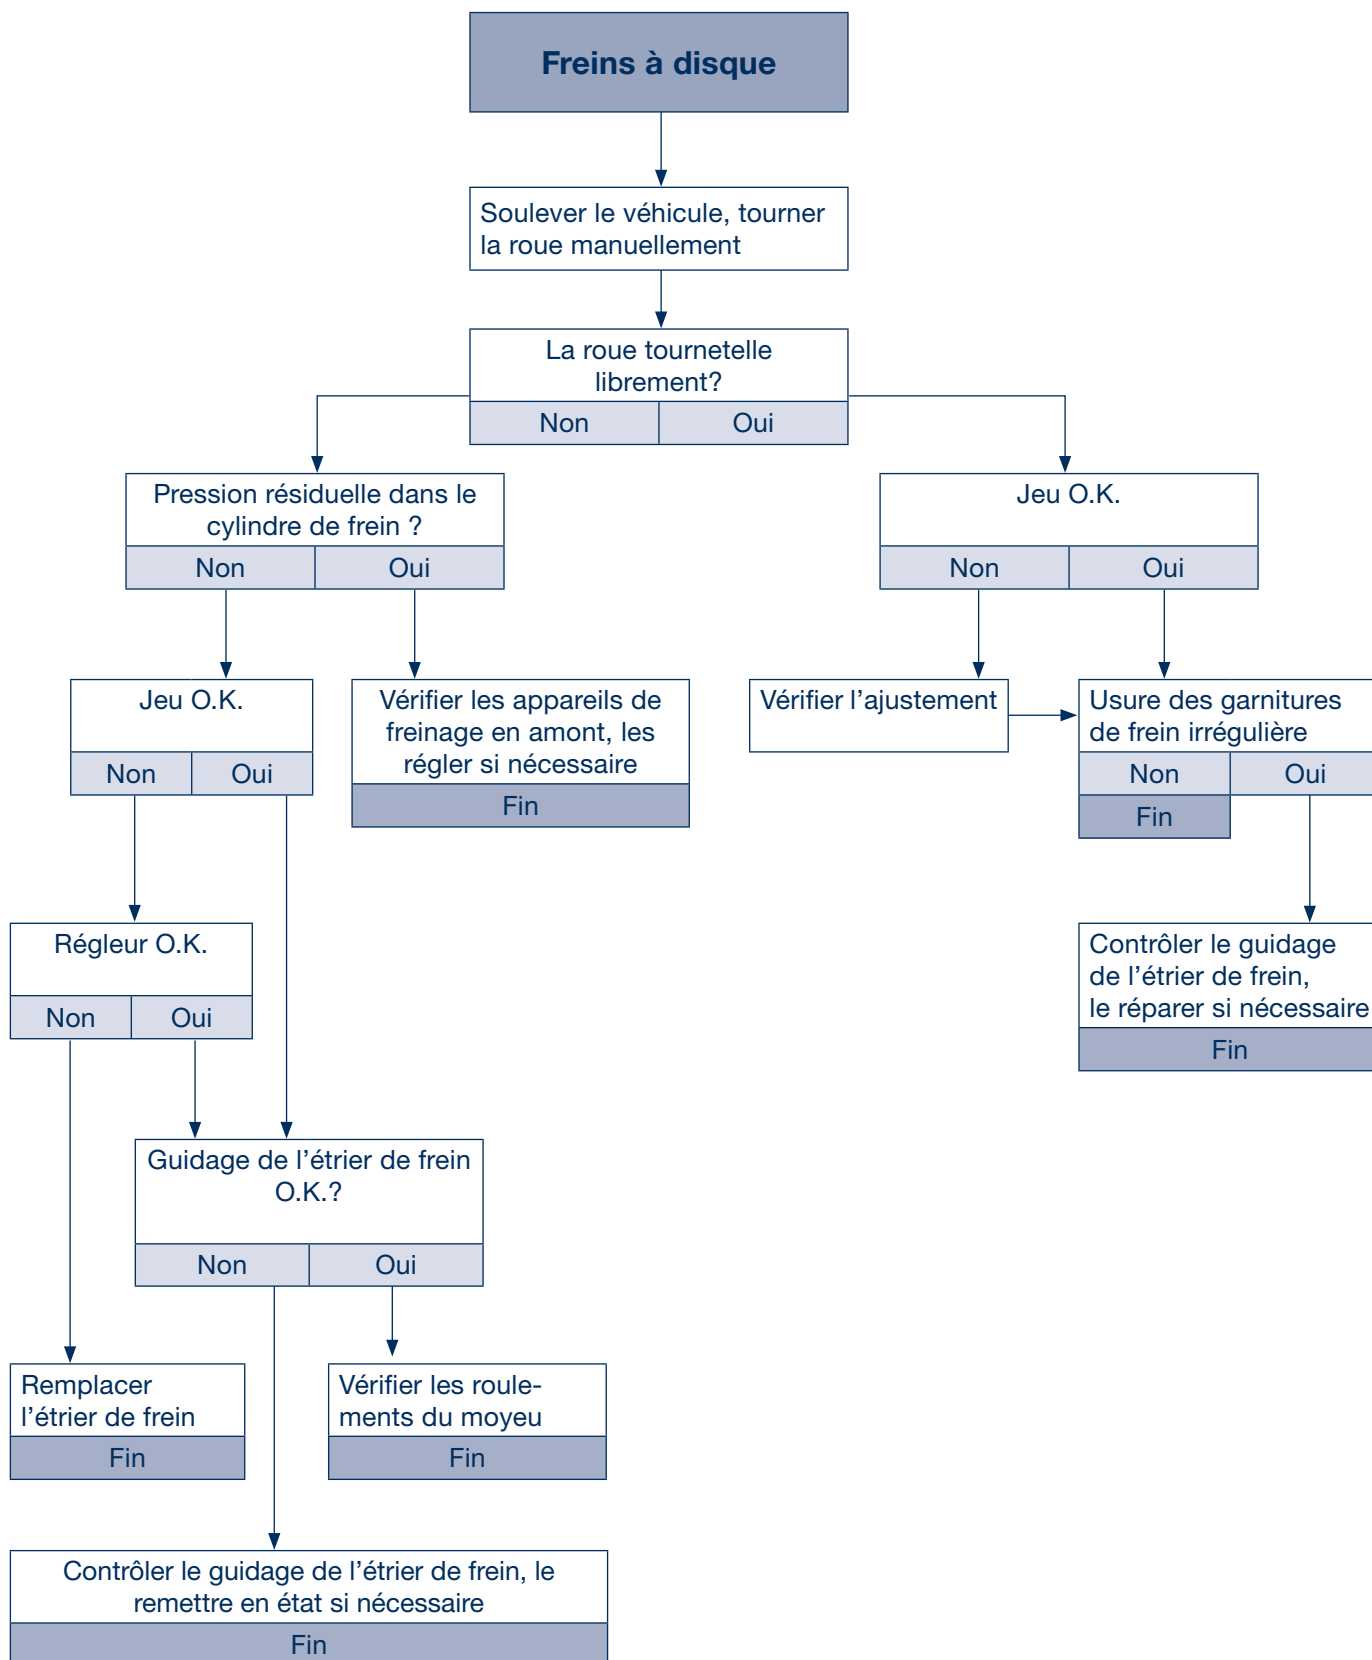 Freins à disque
Soulever le véhicule, tourner
la roue manuellement
La roue tournetelle
librement?
Non Oui
Pression résiduelle dans le
cylindre de frein ?
Non Oui
Jeu O.K.
Non Oui
Jeu O.K.
Non Oui
Vérifier les appareils de
freinage en amont, les
régler si nécessaire
Fin
Vérifier l’ajustement
Usure des garnitures
de frein irrégulière
Non Oui
Fin
Régleur O.K.
Non Oui
Contrôler le guidage
de l’étrier de frein,
le réparer si nécessaire
Fin
Guidage de l’étrier de frein
O.K.?
Non Oui
Remplacer
l’étrier de frein
Fin
Vérifier les roule-
ments du moyeu
Fin
Contrôler le guidage de l’étrier de frein, le
remettre en état si nécessaire
Fin